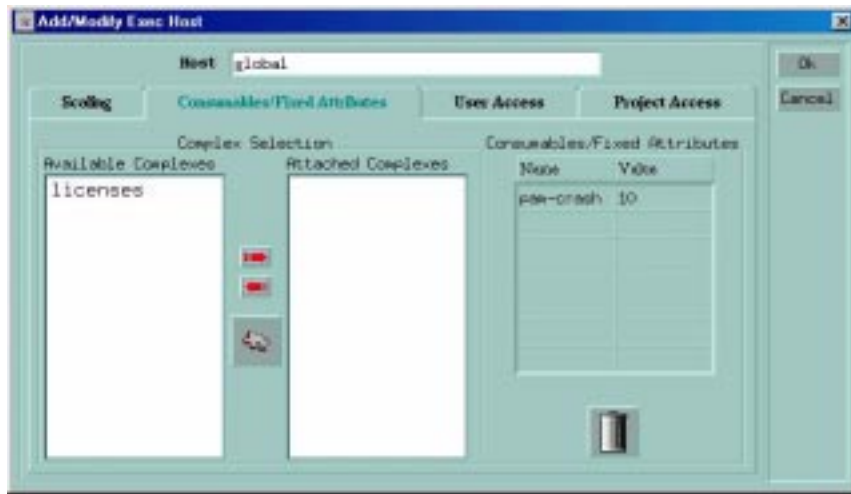 Add/Modify Exec Host
Host global
Ok
Cancel
Scaling
Consumables/Fixed Attributes
User Access
Project Access
Complex Selection
Available Complexes
Attached Complexes
licenses
Consumables/Fixed Attributes
Name Value
pam-crash 10